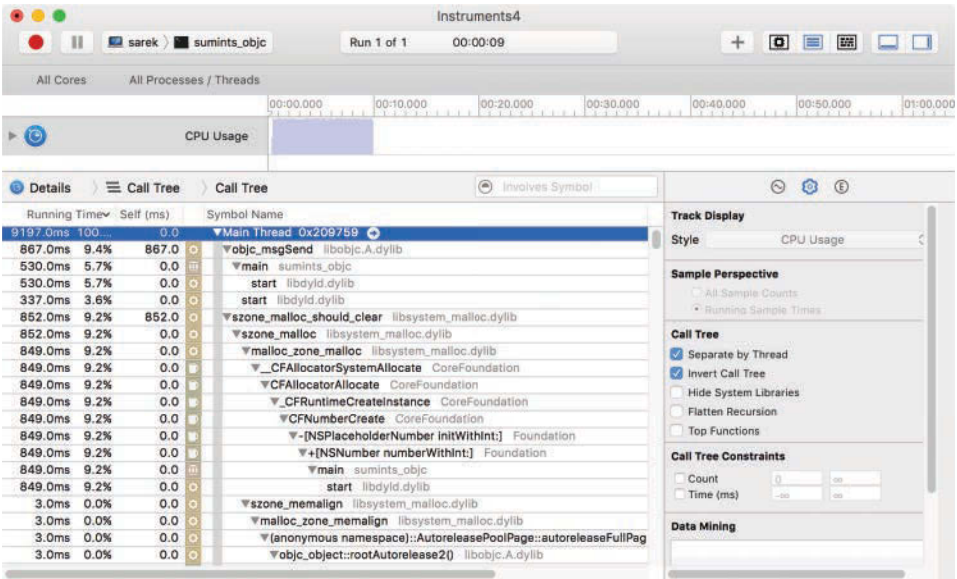 Instruments4
sarek 〉 sumints_objc
Run 1 of 1 00:00:09
All Cores All Processes / Threads
00:00.000 00:10.000 00:20.000 00:30.000 00:40.000 00:50.000 01:00.000
CPU Usage
Details 〉 Call Tree 〉 Call Tree
Involves Symbol
Running Time Self (ms) Symbol Name
9197.0ms 100.... 0.0 Main Thread 0x209759
867.0ms 9.4% 867.0 objc_msgSend libobjc.A.dylib
530.0ms 5.7% 0.0 main sumints_objc
530.0ms 5.7% 0.0 start libdyld.dylib
337.0ms 3.6% 0.0 start libdyld.dylib
852.0ms 9.2% 852.0 szone_malloc_should_clear libsystem_malloc.dylib
852.0ms 9.2% 0.0 szone_malloc libsystem_malloc.dylib
849.0ms 9.2% 0.0 malloc_zone_malloc libsystem_malloc.dylib
849.0ms 9.2% 0.0 __CFAllocatorSystemAllocate CoreFoundation
849.0ms 9.2% 0.0 CFAllocatorAllocate CoreFoundation
849.0ms 9.2% 0.0 _CFRuntimeCreateInstance CoreFoundation
849.0ms 9.2% 0.0 CFNumberCreate CoreFoundation
849.0ms 9.2% 0.0 -[NSPlaceholderNumber initWithInt:] Foundation
849.0ms 9.2% 0.0 +[NSNumber numberWithInt:] Foundation
849.0ms 9.2% 0.0 main sumints_objc
849.0ms 9.2% 0.0 start libdyld.dylib
3.0ms 0.0% 0.0 szone_memalign libsystem_malloc.dylib
3.0ms 0.0% 0.0 malloc_zone_memalign libsystem_malloc.dylib
3.0ms 0.0% 0.0 (anonymous namespace)::AutoreleasePoolPage::autoreleaseFullPag
3.0ms 0.0% 0.0 objc_object::rootAutorelease2() libobjc.A.dylib
Track Display
Style CPU Usage
Sample Perspective
All Sample Counts
Running Sample Times
Call Tree
Separate by Thread
Invert Call Tree
Hide System Libraries
Flatten Recursion
Top Functions
Call Tree Constraints
Count 0 ∞
Time (ms) -∞ ∞
Data Mining